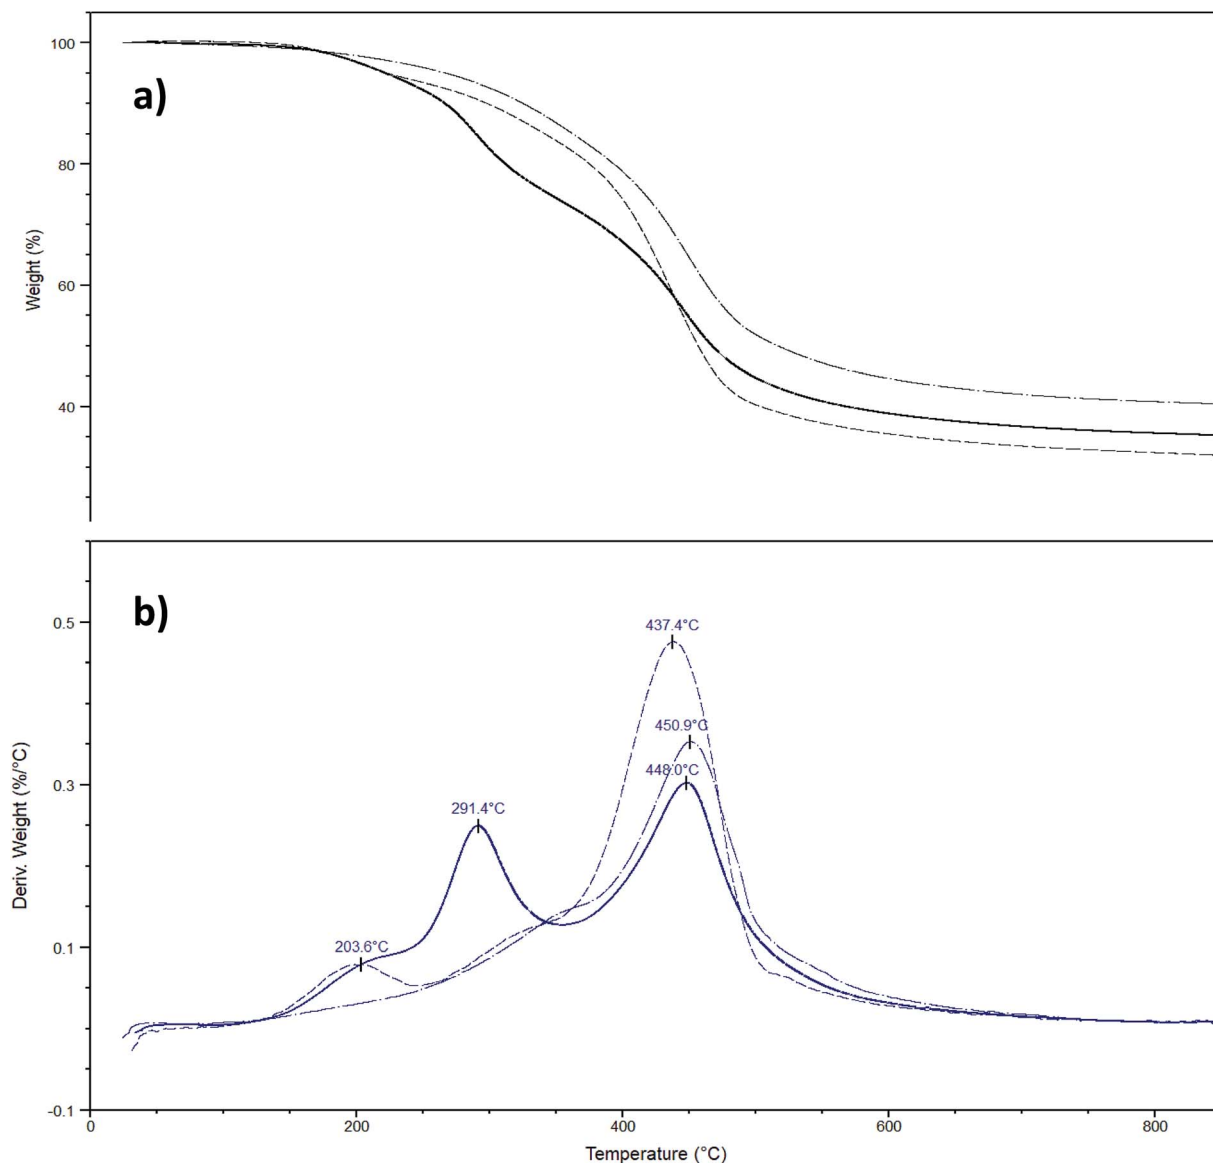 100
a)
80
Weight (%)
60
40
b)
0.5
437.4°C
450.9°C
448.0°C
0.3
291.4°C
Deriv. Weight (%/°C)
0.1
203.6°C
-0.1
0 200 400 600 800
Temperature (°C)